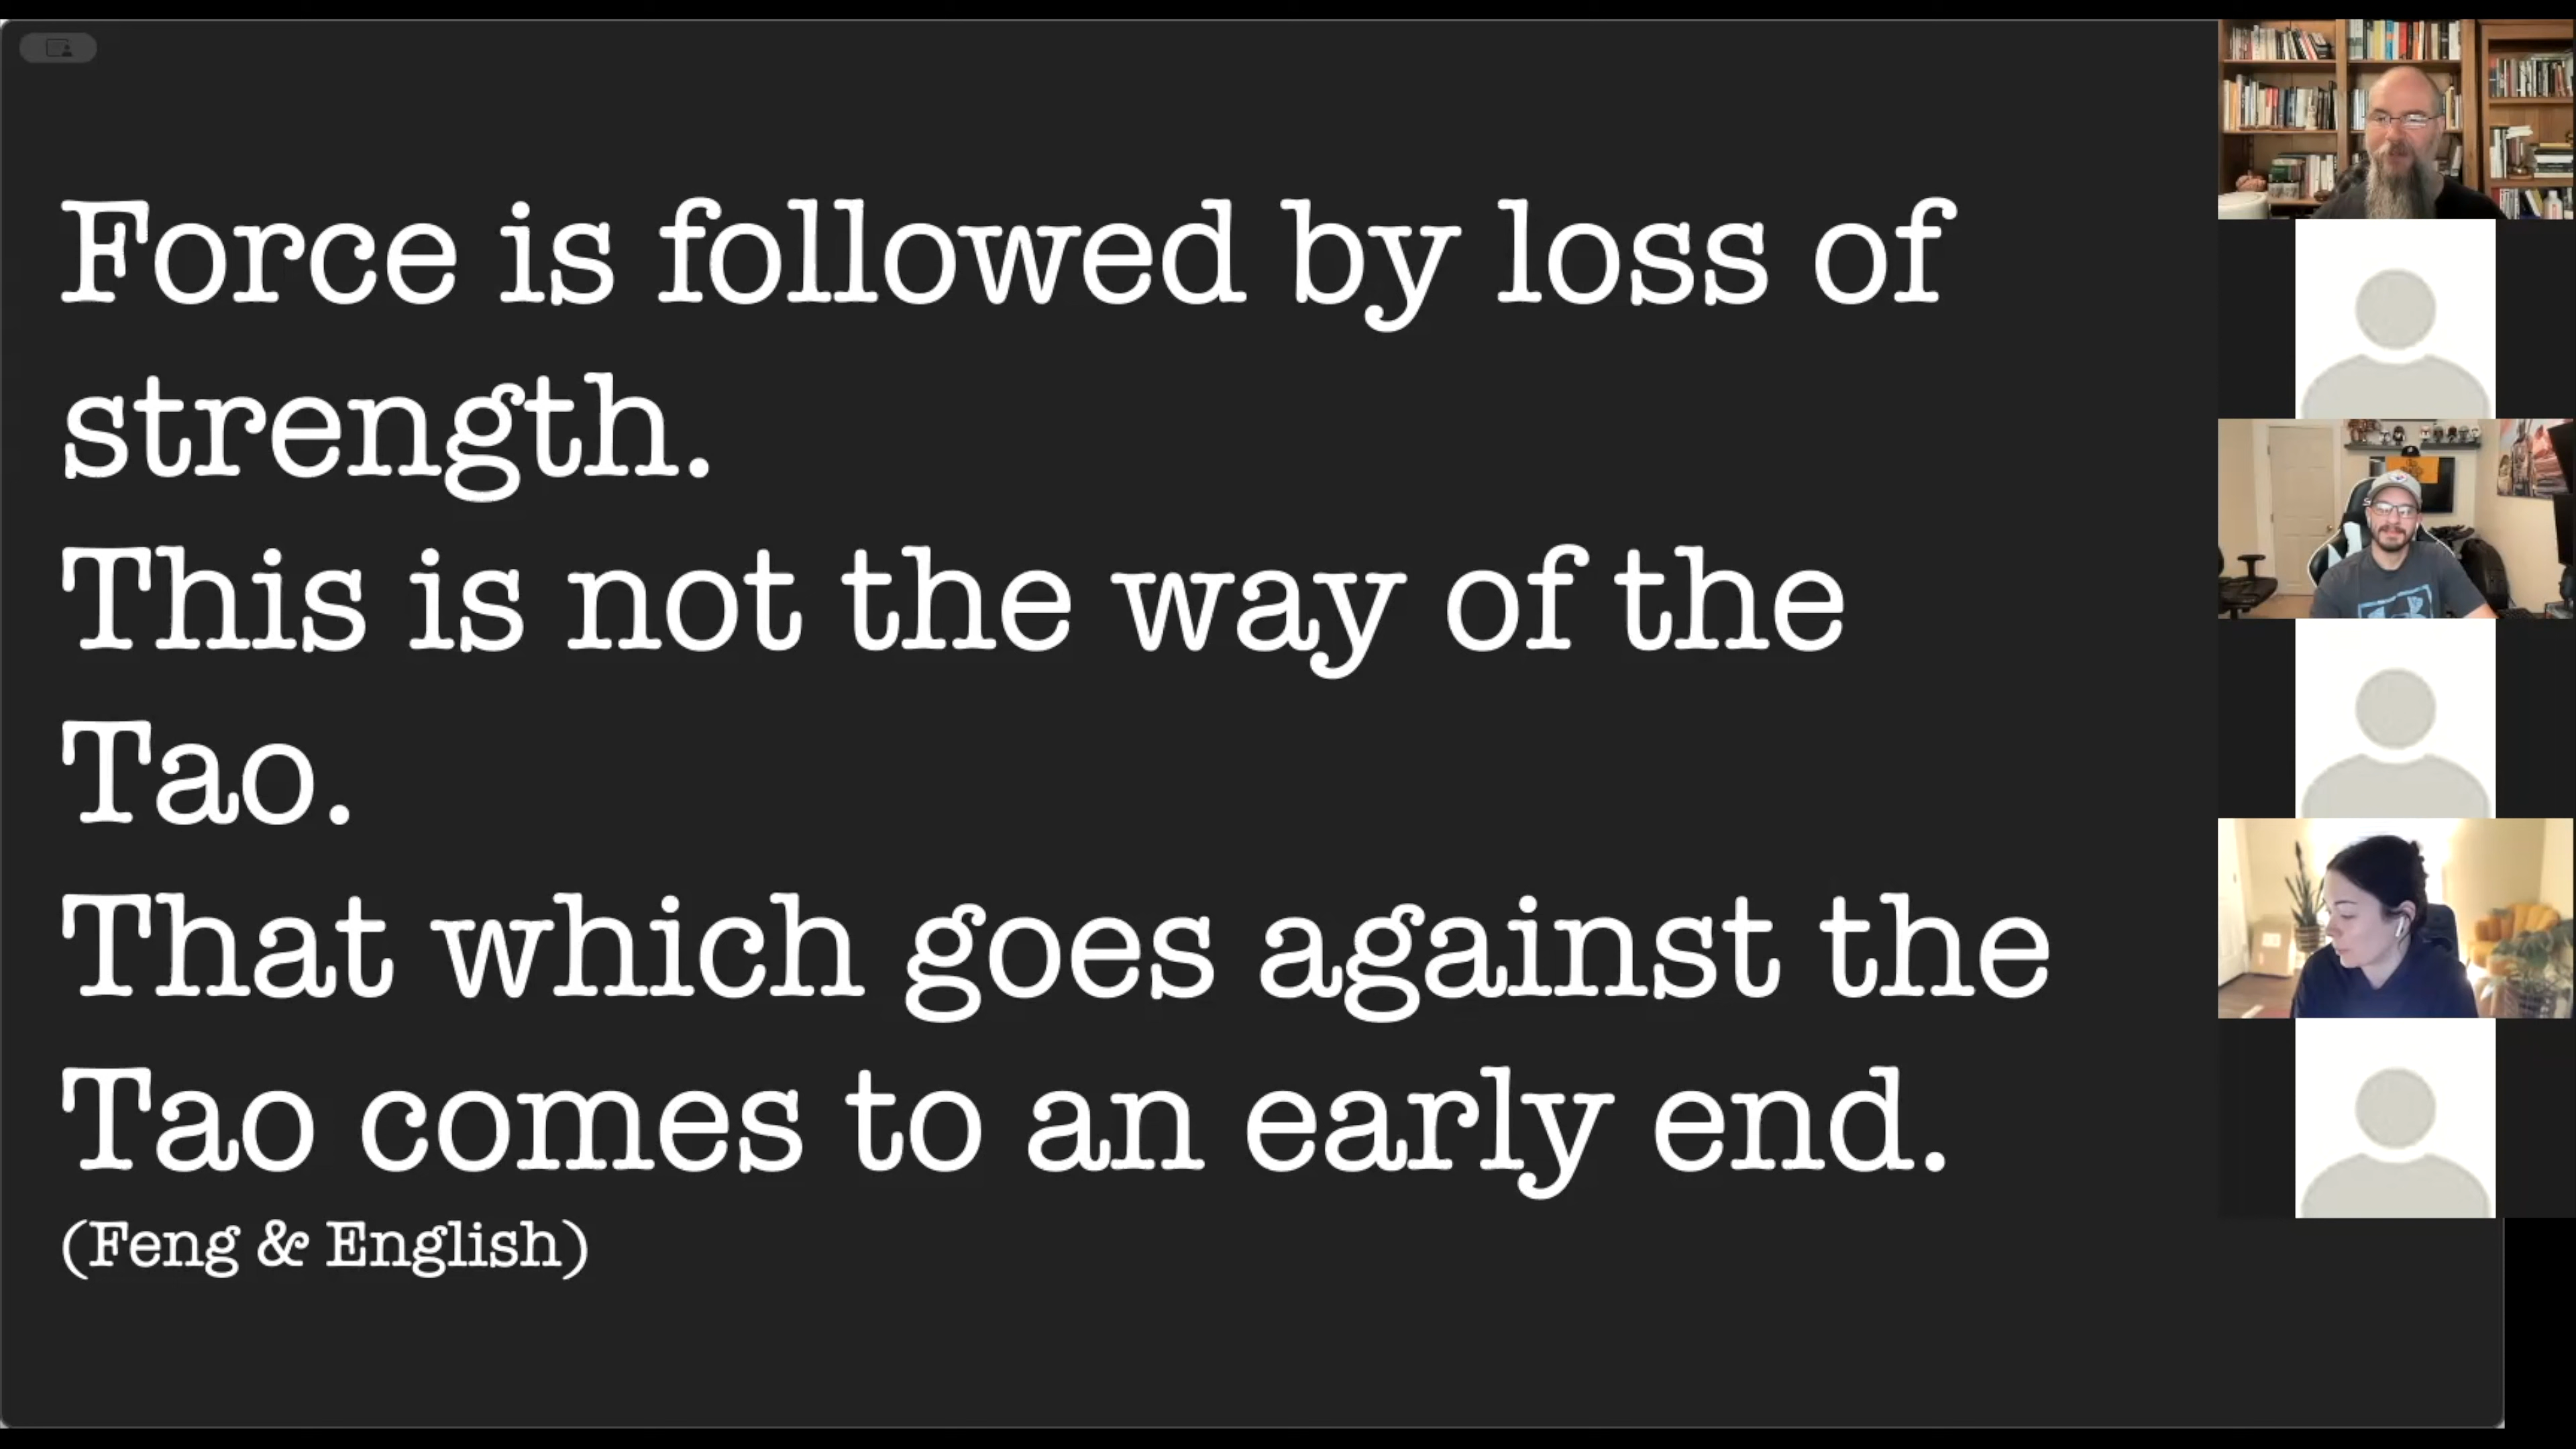 Force is followed by loss of
strength.
This is not the way of the
Tao.
That which goes against the
Tao comes to an early end.
(Feng & English)